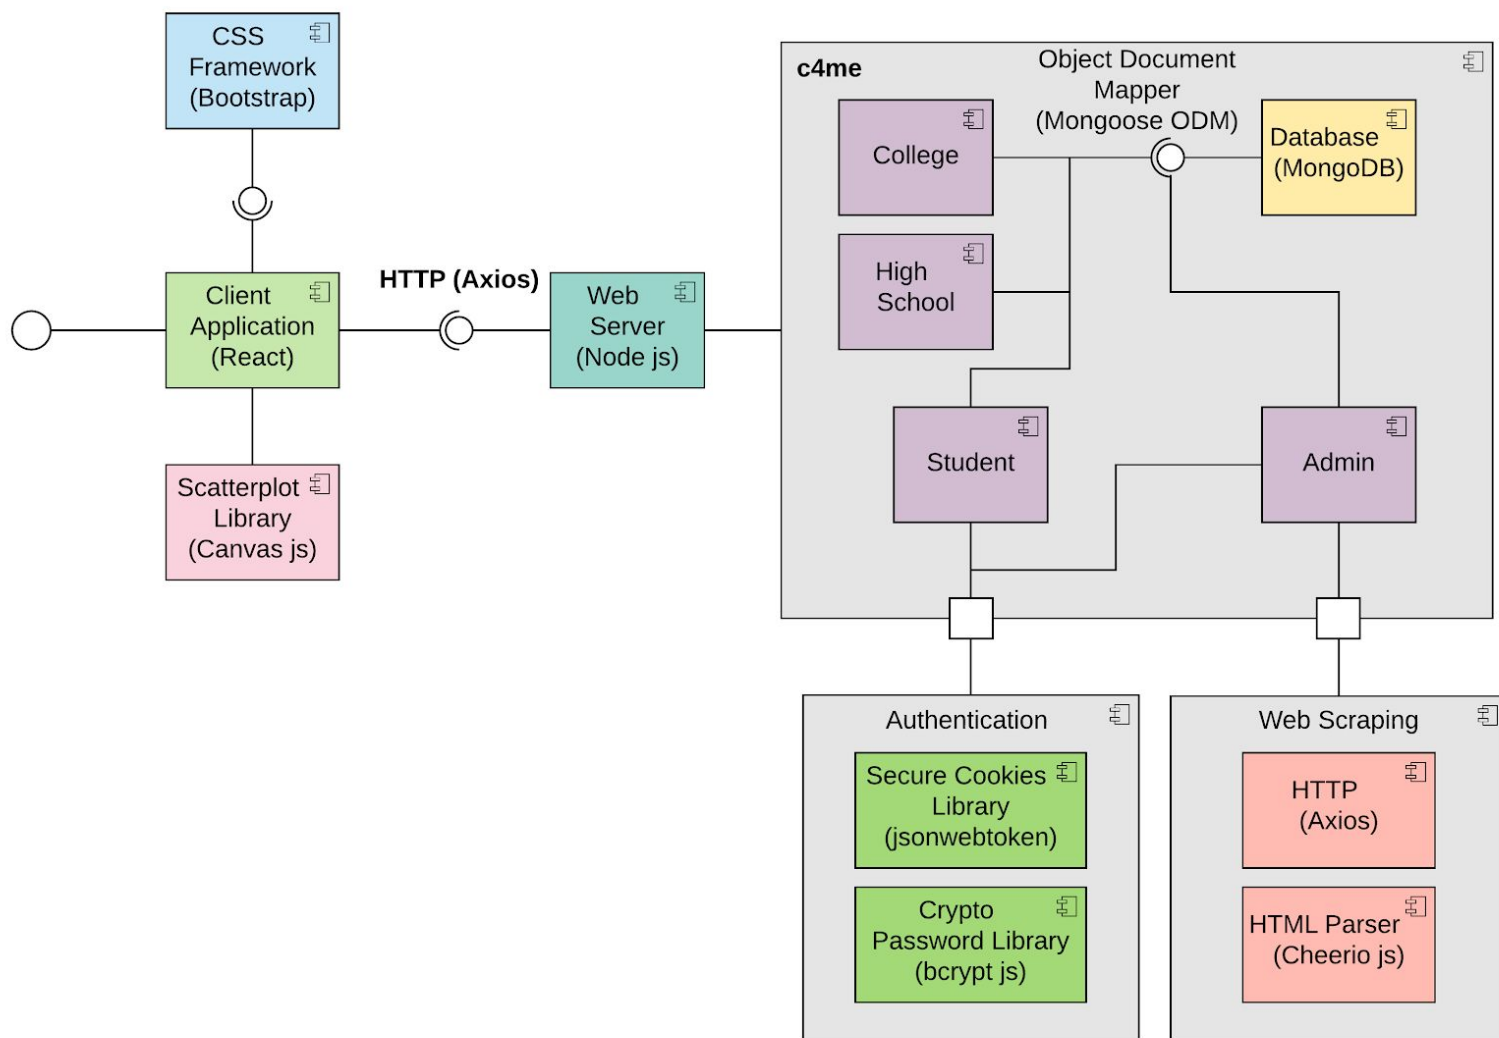 CSS
Framework
(Bootstrap)
Client
Application
(React)
Scatterplot
Library
(Canvas js)
HTTP (Axios)
Web
Server
(Node js)
c4me
Object Document
Mapper
(Mongoose ODM)
College
Database
(MongoDB)
High
School
Student
Admin
Authentication
Secure Cookies
Library
(jsonwebtoken)
Crypto
Password Library
(bcrypt js)
Web Scraping
HTTP
(Axios)
HTML Parser
(Cheerio js)